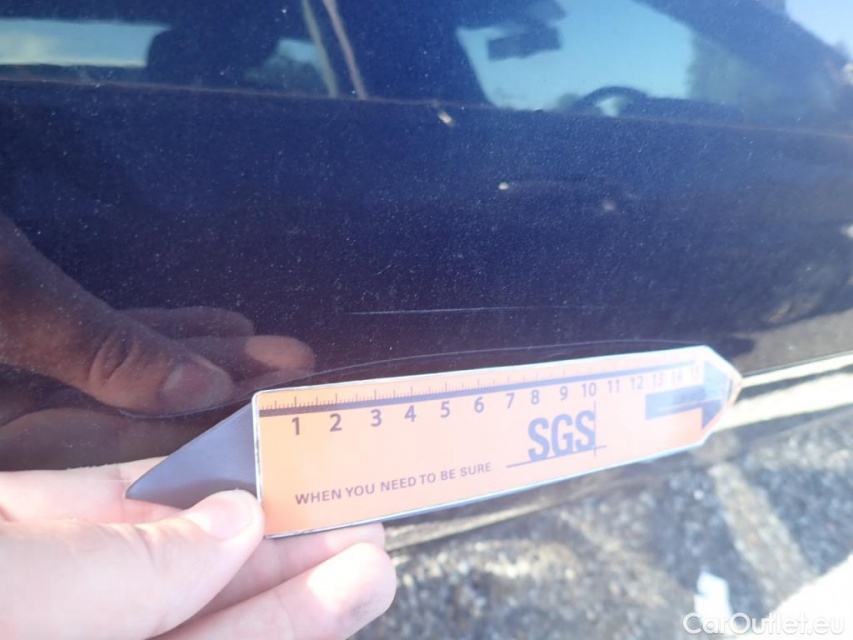 1 2 3 4 5 6 7 8 9 10 11 12 13 14 15
SGS
WHEN YOU NEED TO BE SURE
CarOutlet.eu